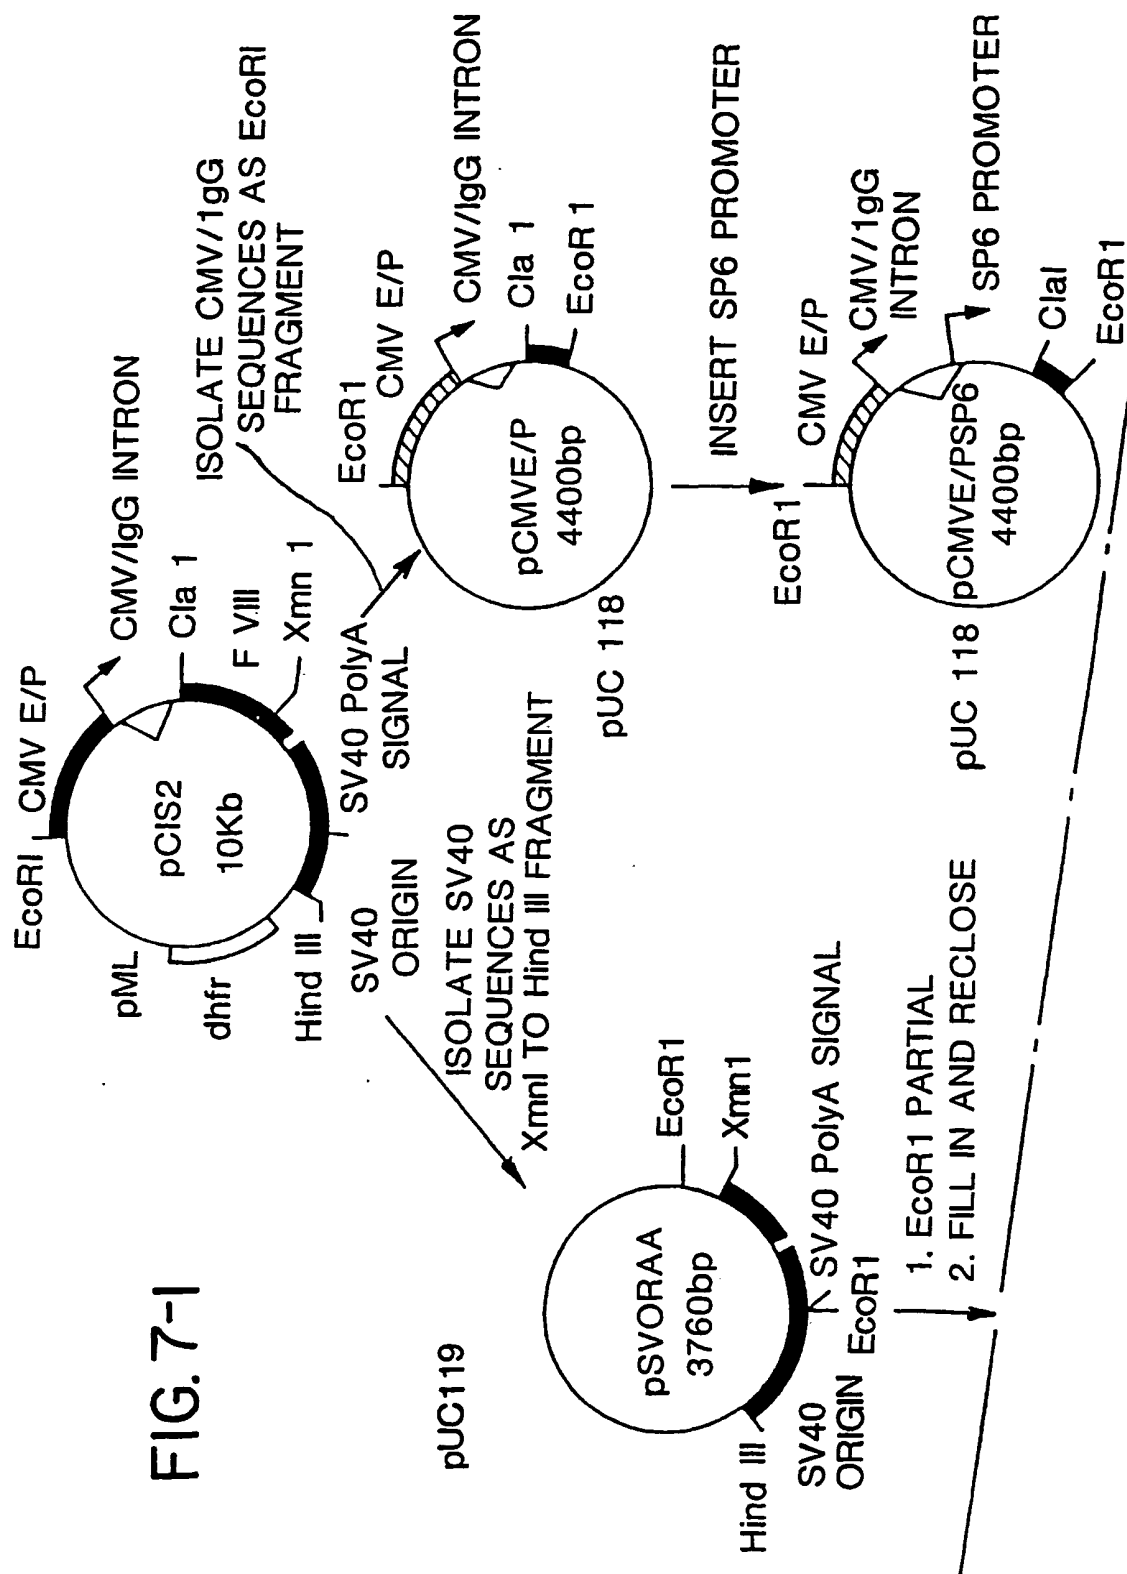 FIG. 7-1
EcoRI
CMV E/P
CMV/IgG INTRON
Cla 1
F VIII
Xmn 1
SV40 PolyA
SIGNAL
SV40
ORIGIN
Hind III
dhfr
pML
pCIS2
10Kb
ISOLATE CMV/1gG
SEQUENCES AS EcoRI
FRAGMENT
ISOLATE SV40
SEQUENCES AS
XmnI TO Hind III FRAGMENT
pUC119
pSVORAA
3760bp
EcoR1
Xmn1
SV40 PolyA SIGNAL
EcoR1
SV40
ORIGIN
Hind III
1. EcoR1 PARTIAL
2. FILL IN AND RECLOSE
EcoR1
CMV E/P
CMV/IgG INTRON
Cla 1
EcoR 1
pCMVE/P
4400bp
pUC 118
INSERT SP6 PROMOTER
EcoR1
CMV E/P
CMV/1gG
INTRON
SP6 PROMOTER
ClaI
EcoR1
pCMVE/PSP6
4400bp
pUC 118